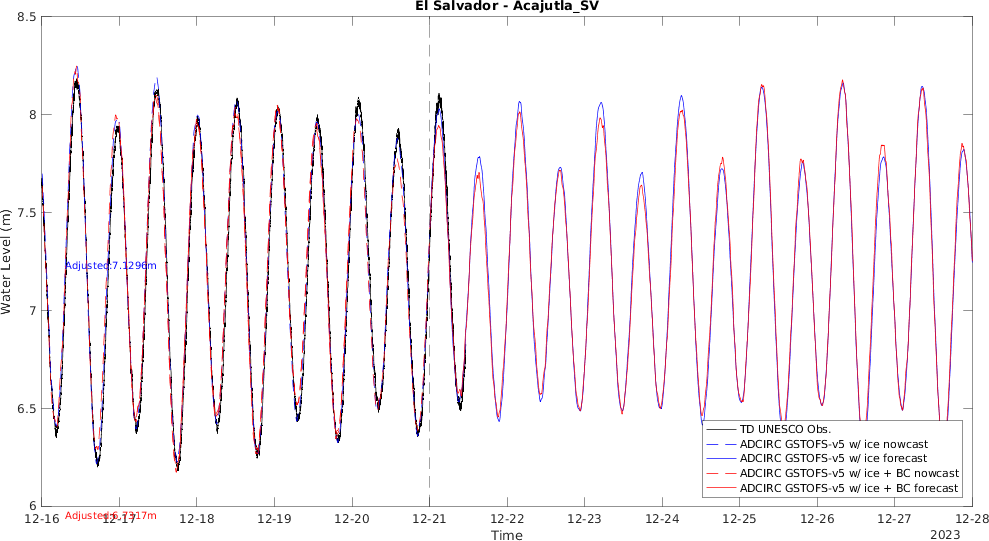 El Salvador - Acajutla_SV
8.5
8
7.5
7
6.5
6
Water Level (m)
Adjusted:7.1296m
Adjusted:6.7317m
12-16
12-17
12-18
12-19
12-20
12-21
12-22
12-23
12-24
12-25
12-26
12-27
12-28
Time
2023
TD UNESCO Obs.
ADCIRC GSTOFS-v5 w/ ice nowcast
ADCIRC GSTOFS-v5 w/ ice forecast
ADCIRC GSTOFS-v5 w/ ice + BC nowcast
ADCIRC GSTOFS-v5 w/ ice + BC forecast